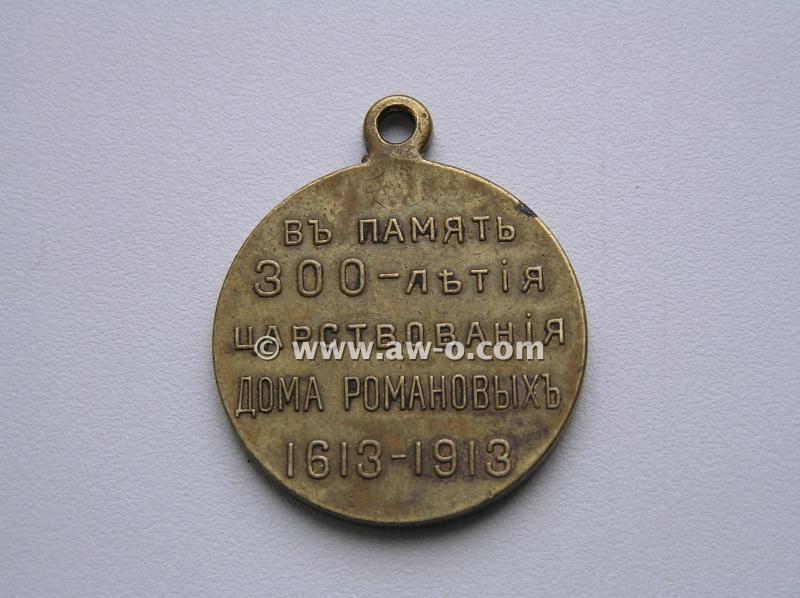 ВЪ ПАМЯТЬ
300-ЛѢТІЯ
ЦАРСТВОВАНІЯ
© www.aw-o.com
ДОМА РОМАНОВЫХЪ
1613-1913